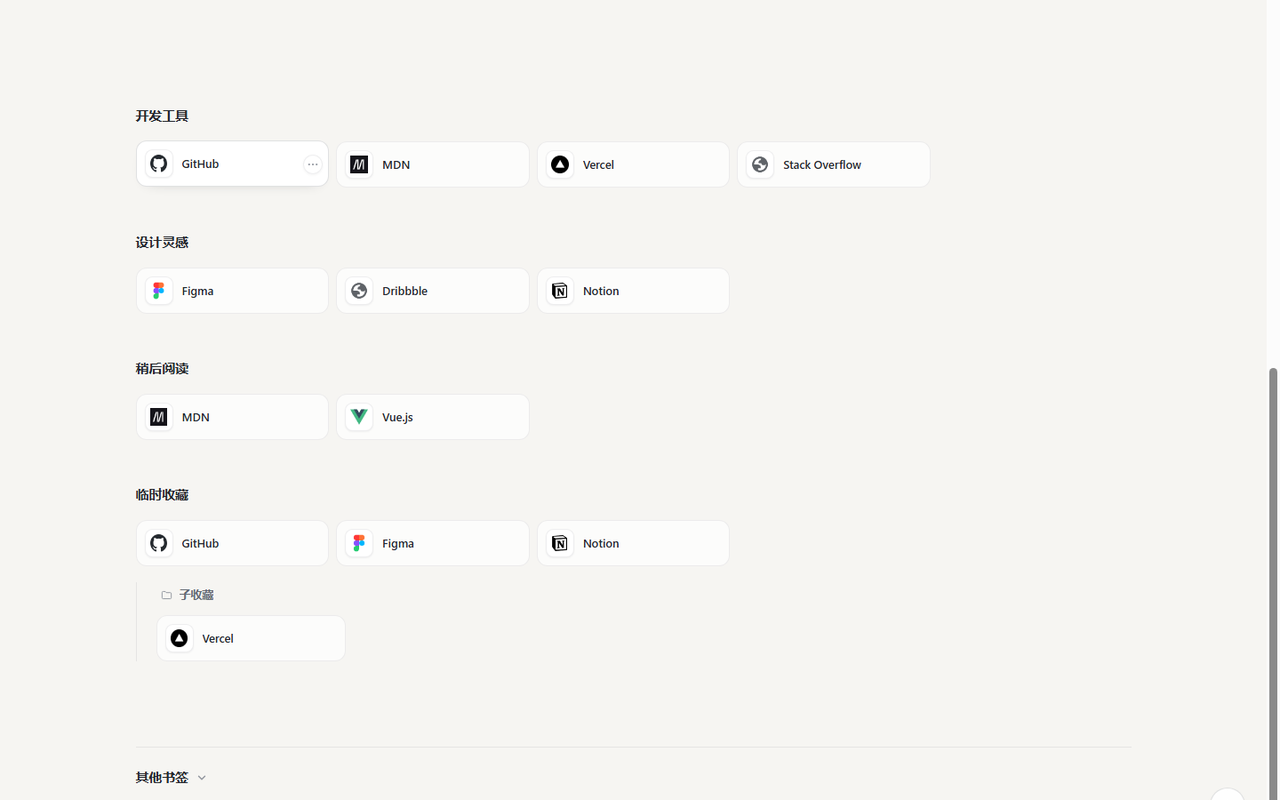 开发工具
GitHub
MDN
Vercel
Stack Overflow
设计灵感
Figma
Dribbble
Notion
稍后阅读
MDN
Vue.js
临时收藏
GitHub
Figma
Notion
子收藏
Vercel
其他书签